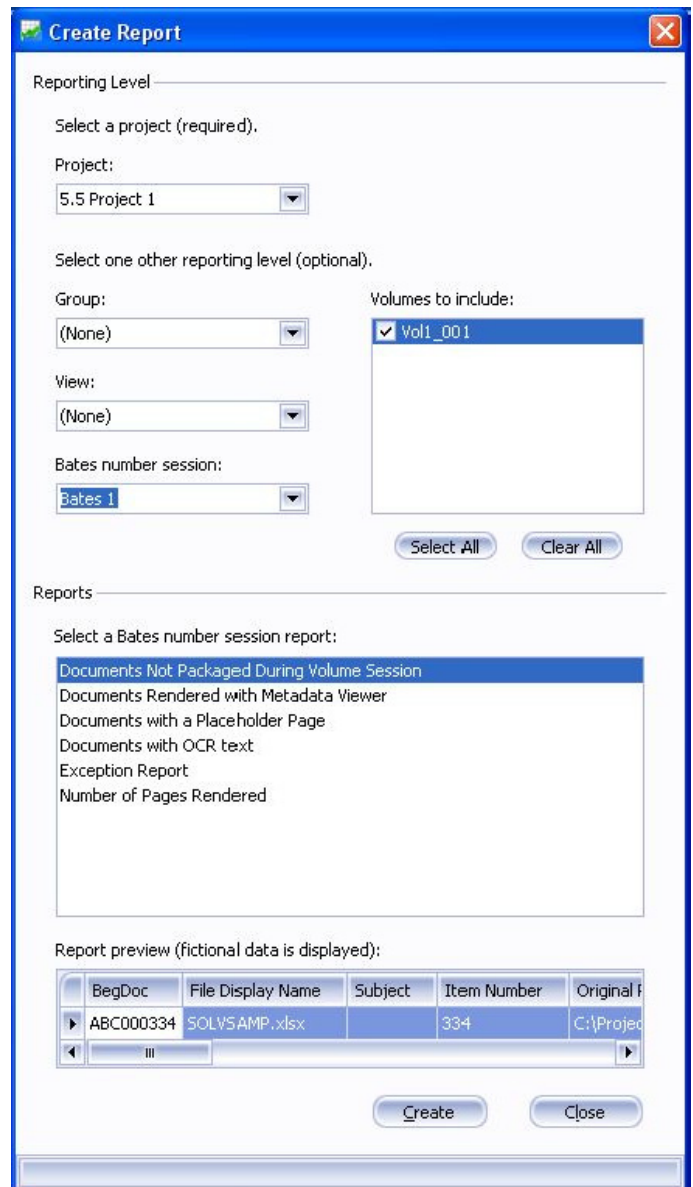 Create Report
Reporting Level
Select a project (required).
Project:
5.5 Project 1
Select one other reporting level (optional).
Group:
(None)
View:
(None)
Bates number session:
Bates 1
Volumes to include:
Vol1_001
Select All Clear All
Reports
Select a Bates number session report:
Documents Not Packaged During Volume Session
Documents Rendered with Metadata Viewer
Documents with a Placeholder Page
Documents with OCR text
Exception Report
Number of Pages Rendered
Report preview (fictional data is displayed):
BegDoc File Display Name Subject Item Number Original
ABC000334 SOLVSAMP.xlsx 334 C:\Projec
Create Close